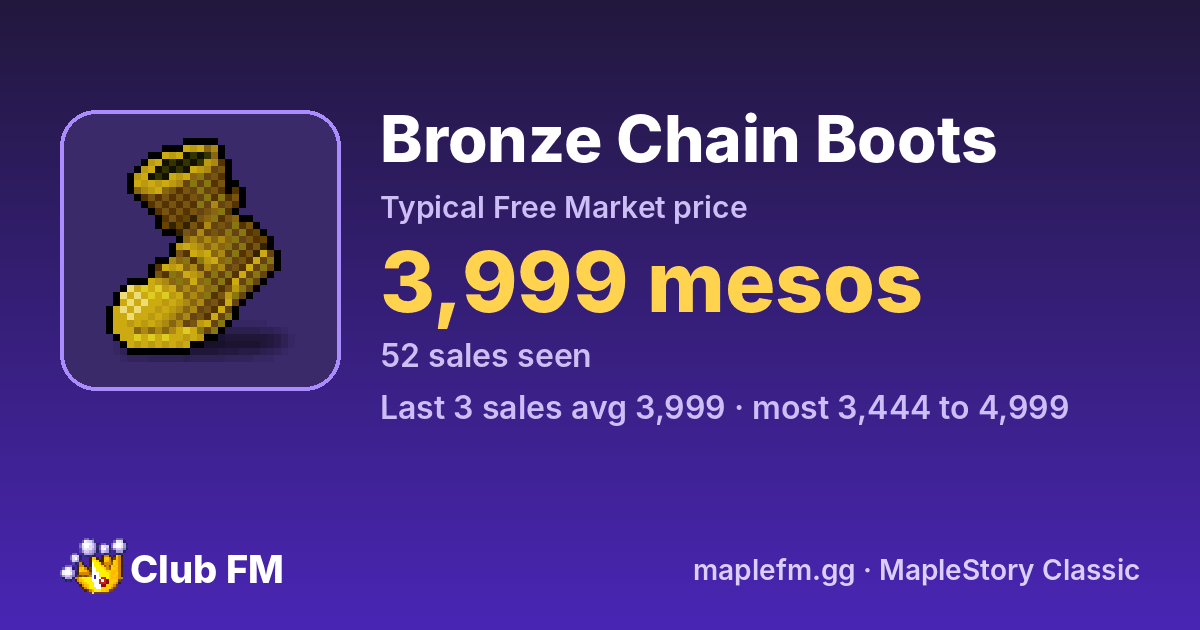 Bronze Chain Boots
Typical Free Market price
3,999 mesos
52 sales seen
Last 3 sales avg 3,999 · most 3,444 to 4,999
Club FM
maplefm.gg · MapleStory Classic